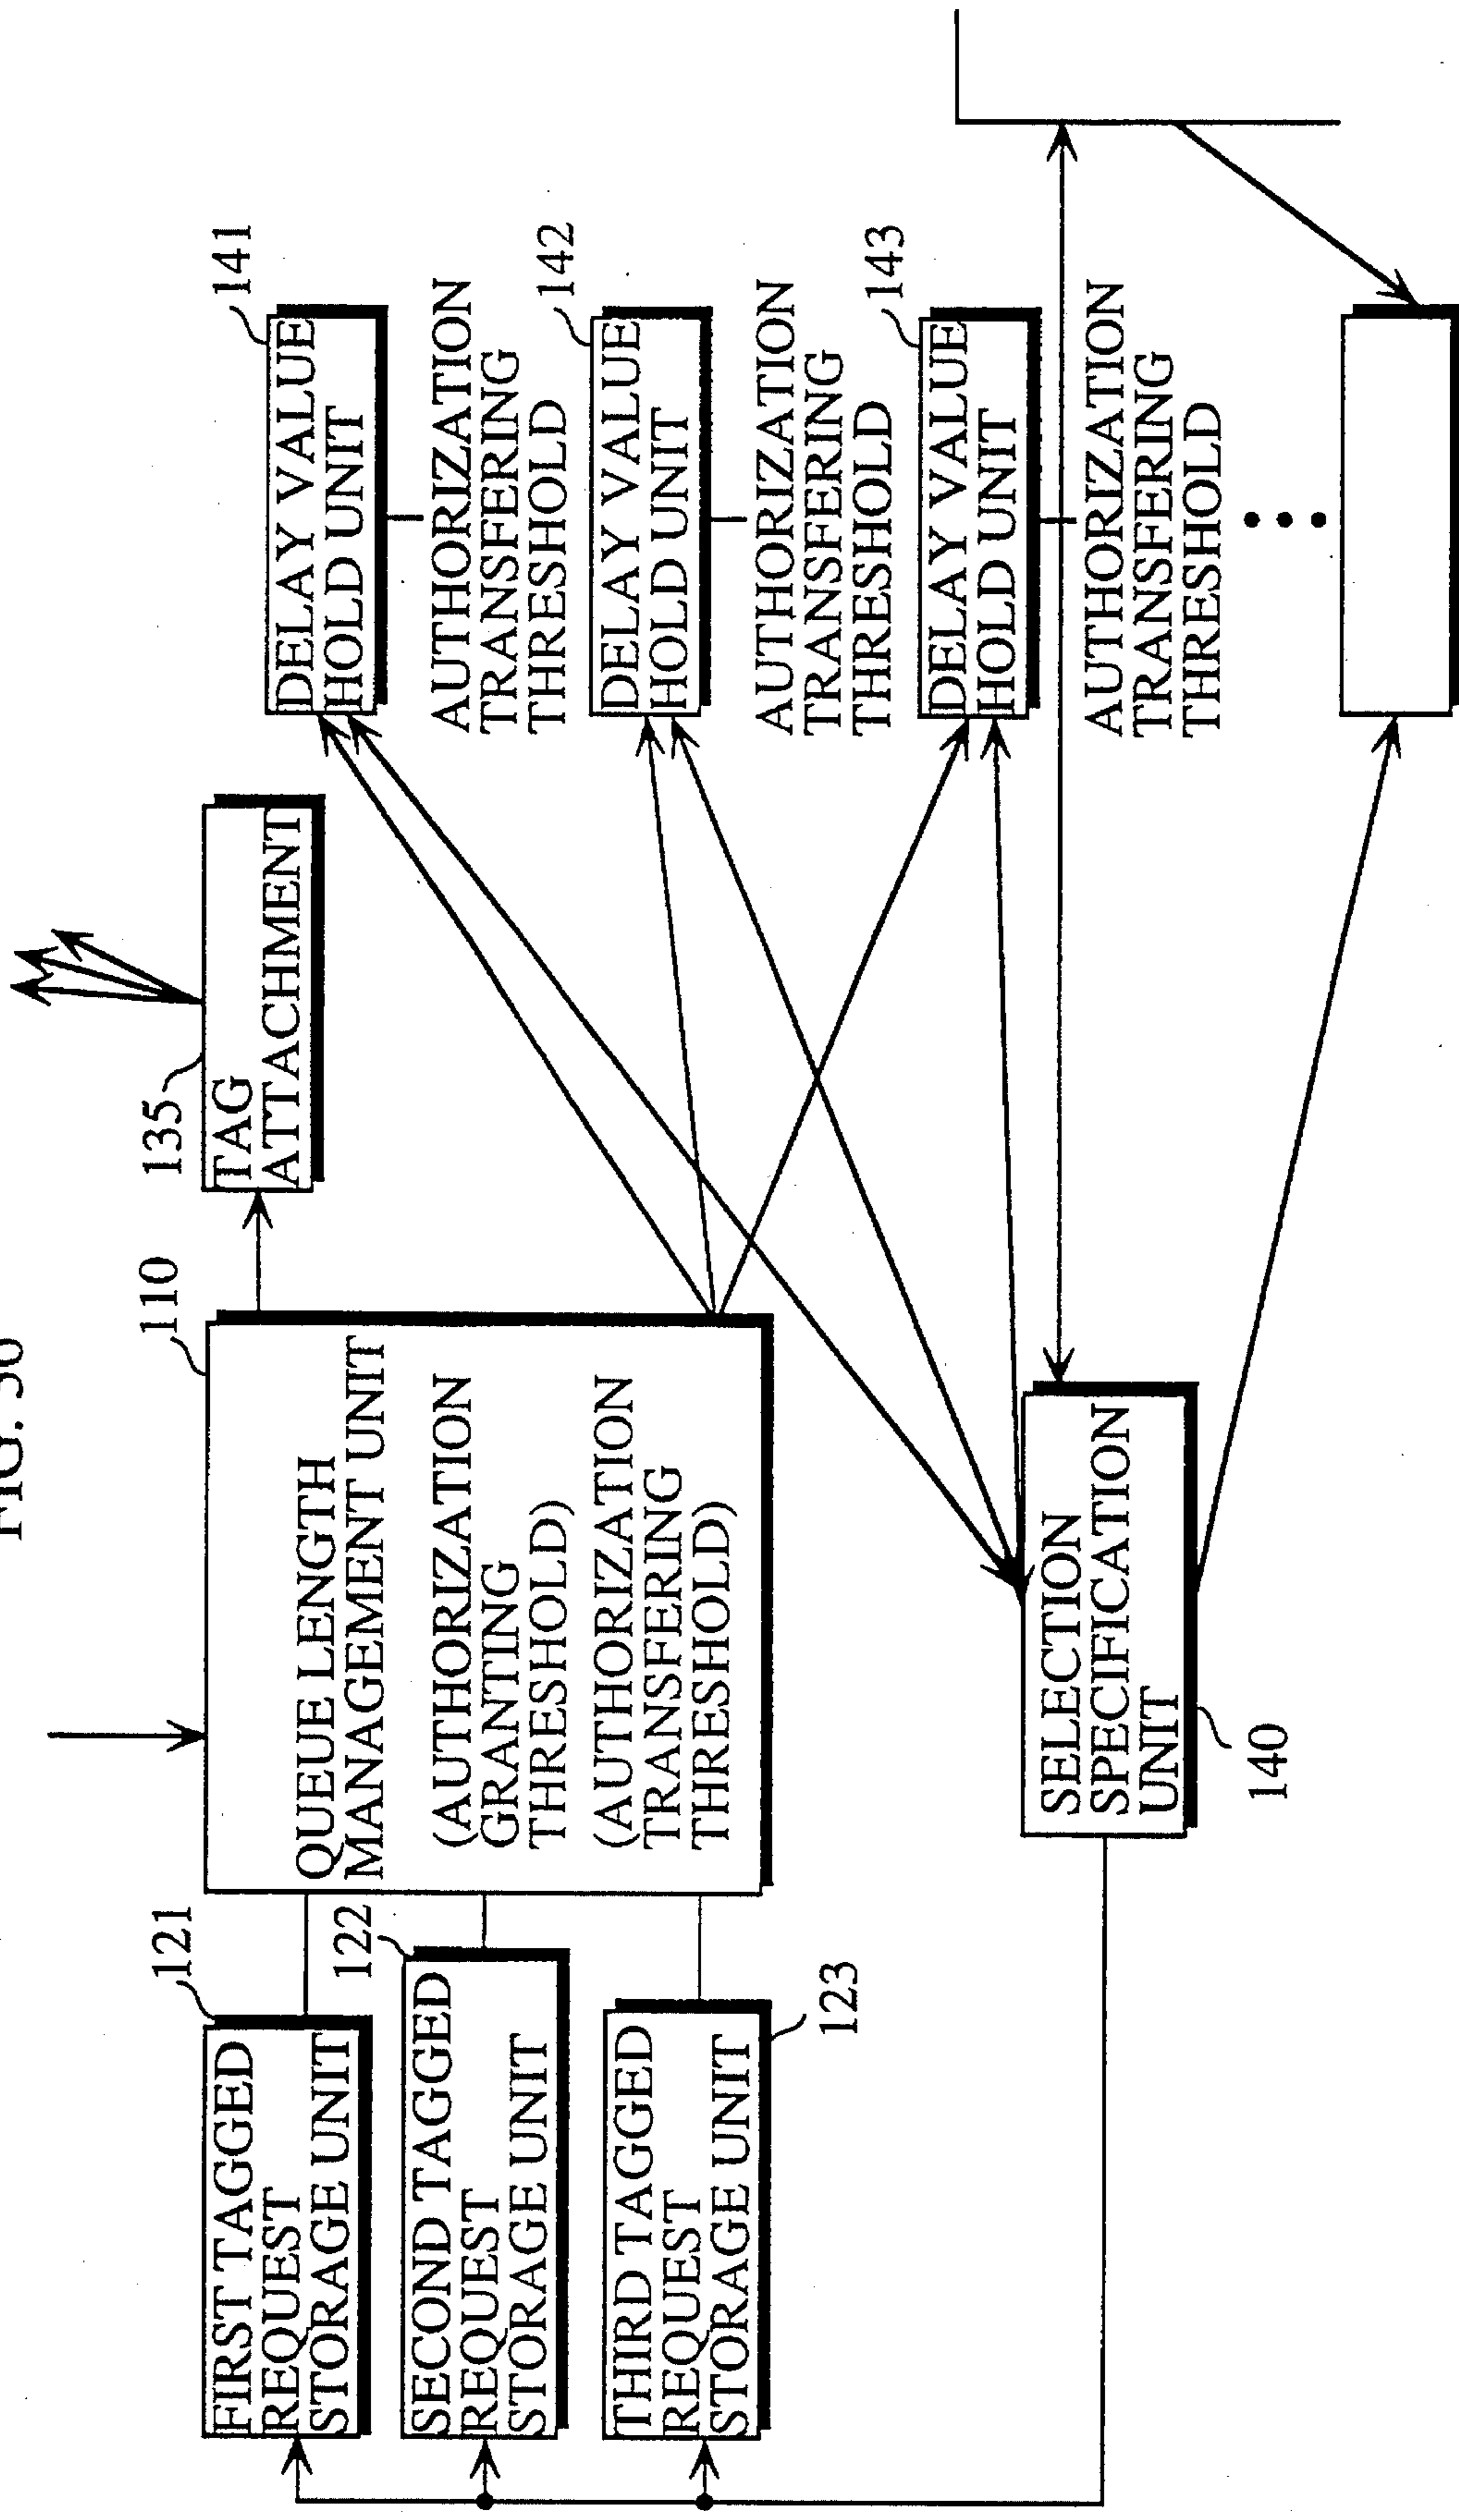 FIG. 30
121
FIRST TAGGED
REQUEST
STORAGE UNIT
122
SECOND TAGGED
REQUEST
STORAGE UNIT
THIRD TAGGED
REQUEST
STORAGE UNIT
123
110
QUEUE LENGTH
MANAGEMENT UNIT
(AUTHORIZATION
GRANTING
THRESHOLD)
(AUTHORIZATION
TRANSFERING
THRESHOLD)
SELECTION
SPECIFICATION
UNIT
140
135
TAG
ATTACHMENT
141
DELAY VALUE
HOLD UNIT
AUTHORIZATION
TRANSFERING
THRESHOLD
142
DELAY VALUE
HOLD UNIT
AUTHORIZATION
TRANSFERING
THRESHOLD
143
DELAY VALUE
HOLD UNIT
AUTHORIZATION
TRANSFERING
THRESHOLD